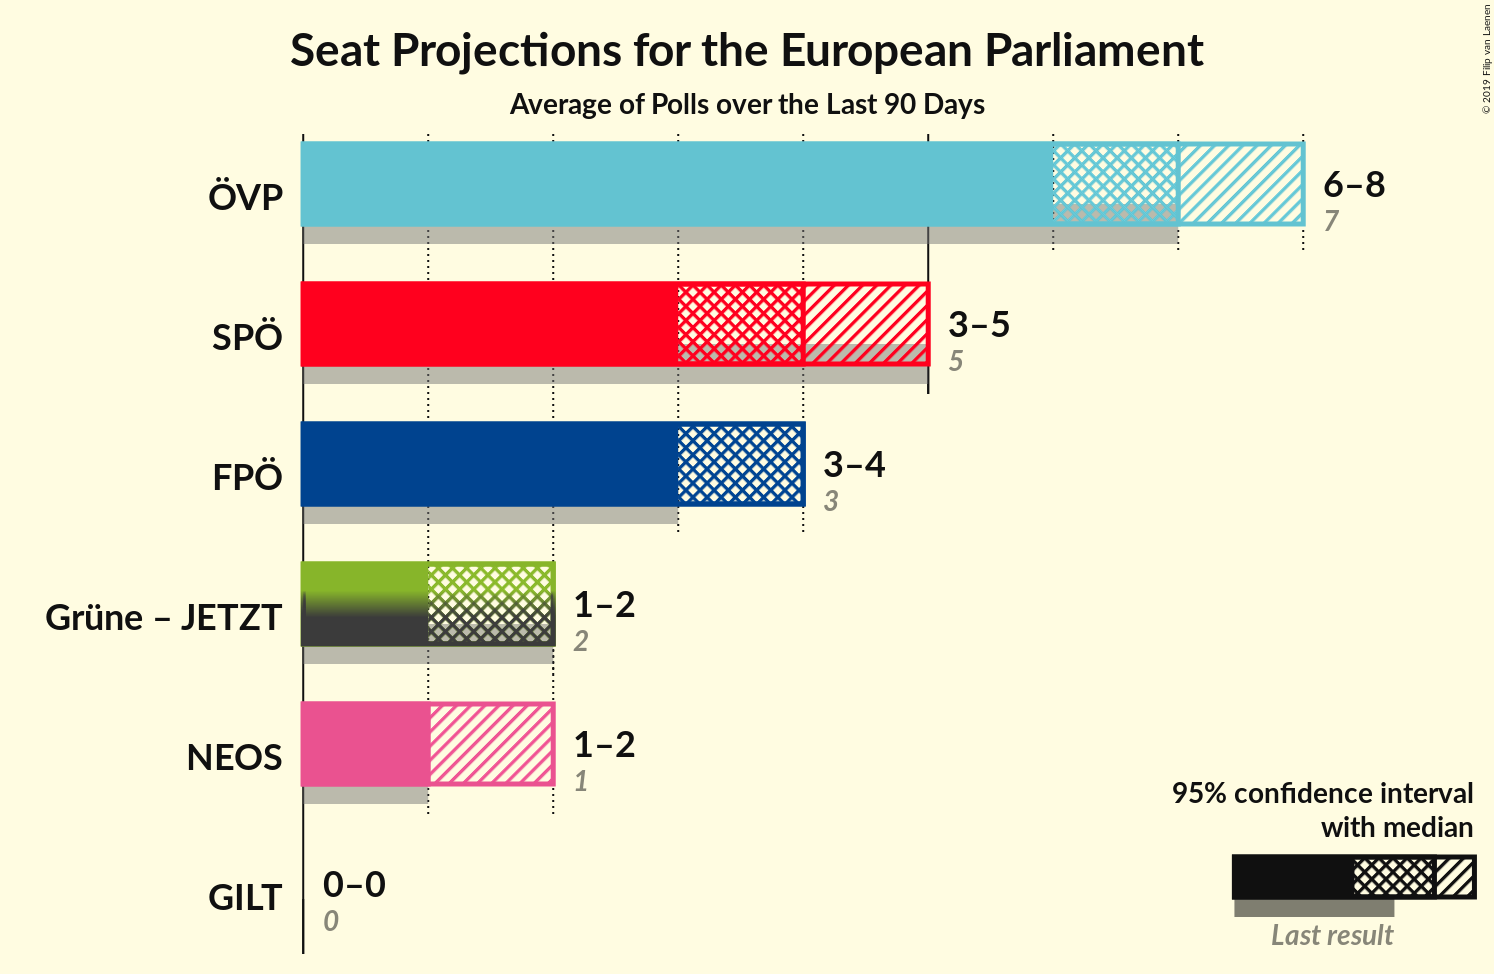 Seat Projections for the European Parliament
Average of Polls over the Last 90 Days
© 2019 Filip van Laenen
ÖVP
6–8
7
SPÖ
3–5
5
FPÖ
3–4
3
Grüne – JETZT
1–2
2
NEOS
1–2
1
GILT
0–0
0
95% confidence interval
with median
Last result